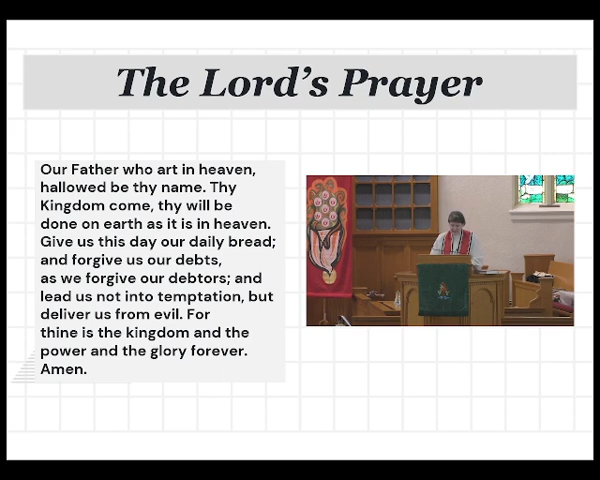 The Lord's Prayer
Our Father who art in heaven,
hallowed be thy name. Thy
Kingdom come, thy will be
done on earth as it is in heaven.
Give us this day our daily bread;
and forgive us our debts,
as we forgive our debtors; and
lead us not into temptation, but
deliver us from evil. For
thine is the kingdom and the
power and the glory forever.
Amen.